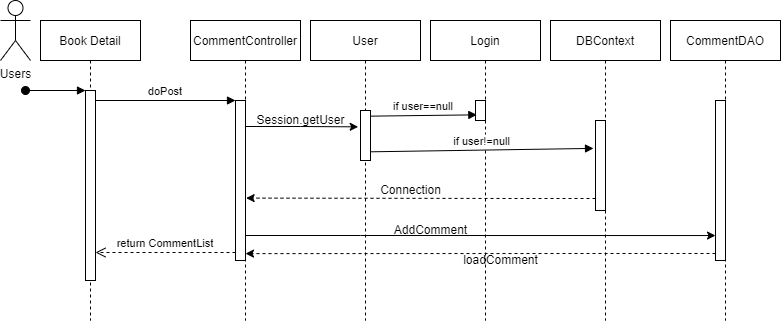 Users
Book Detail
CommentController
User
Login
DBContext
CommentDAO
doPost
if user==null
Session.getUser
if user!=null
Connection
AddComment
return CommentList
loadComment